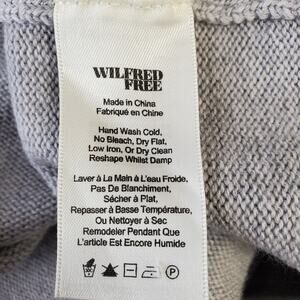 WILFRED
FREE
Made in China
Fabriqué en Chine
Hand Wash Cold,
No Bleach, Dry Flat,
Low Iron, Or Dry Clean
Reshape Whilst Damp
Laver à La Main à L'eau Froide.
Pas De Blanchiment,
Sécher à Plat,
Repasser à Basse Température,
Ou Nettoyer à Sec
Remodeler Pendant Que
L'article Est Encore Humide
P